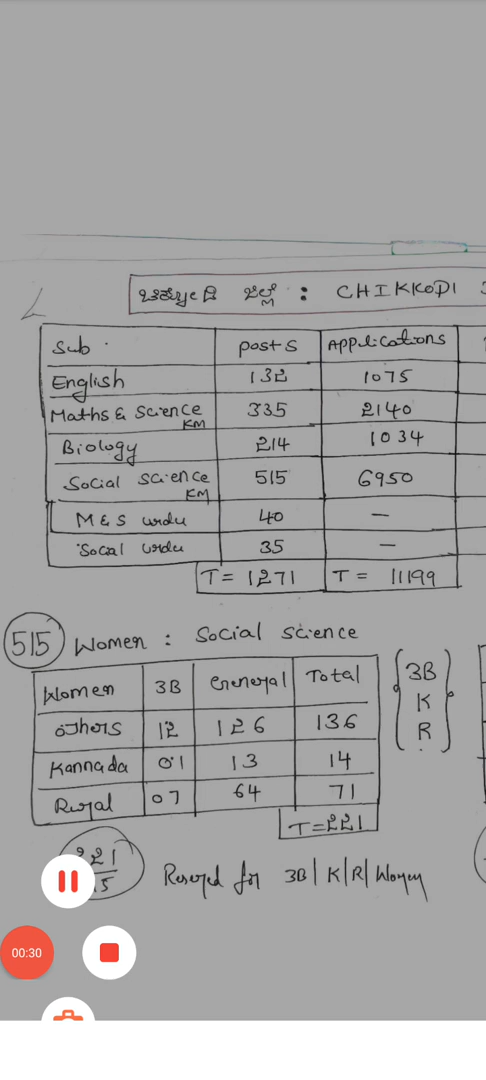 ಚಿಕ್ಕೋಡಿ ಜಿಲ್ಲೆ : CHIKKODI
Sub. Posts Applications
English 132 1075
Maths & Science KM 335 2140
Biology 214 1034
Social Science KM 515 6950
M & S urdu 40 —
Social urdu 35 —
T = 1271 T = 11199
515 Women : Social Science
Women 3B General Total
others 12 126 136
Kannada 01 13 14
Rural 07 64 71
T=221
{3B K R}
221
Reserved for 3B/K/R/Women
00:30